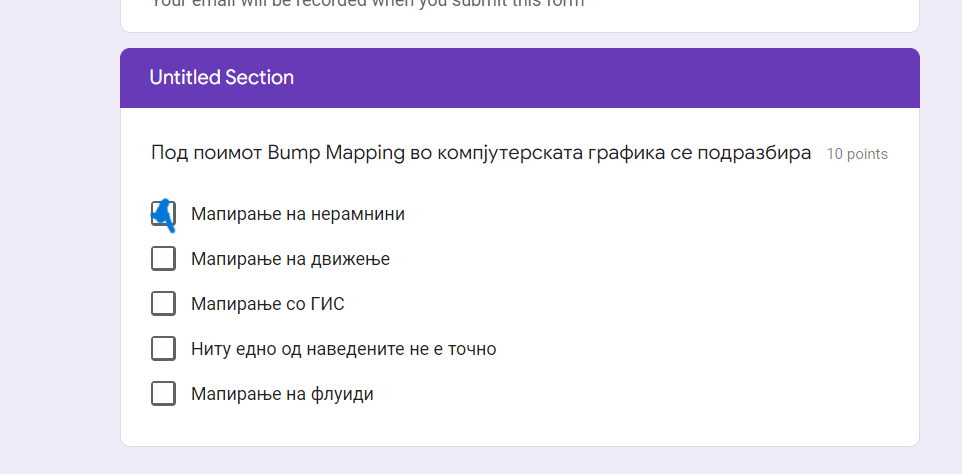 Your email will be recorded when you submit this form
Untitled Section
Под поимот Bump Mapping во компјутерската графика се подразбира 10 points
Мапирање на нерамнини
Мапирање на движење
Мапирање со ГИС
Ниту едно од наведените не е точно
Мапирање на флуиди